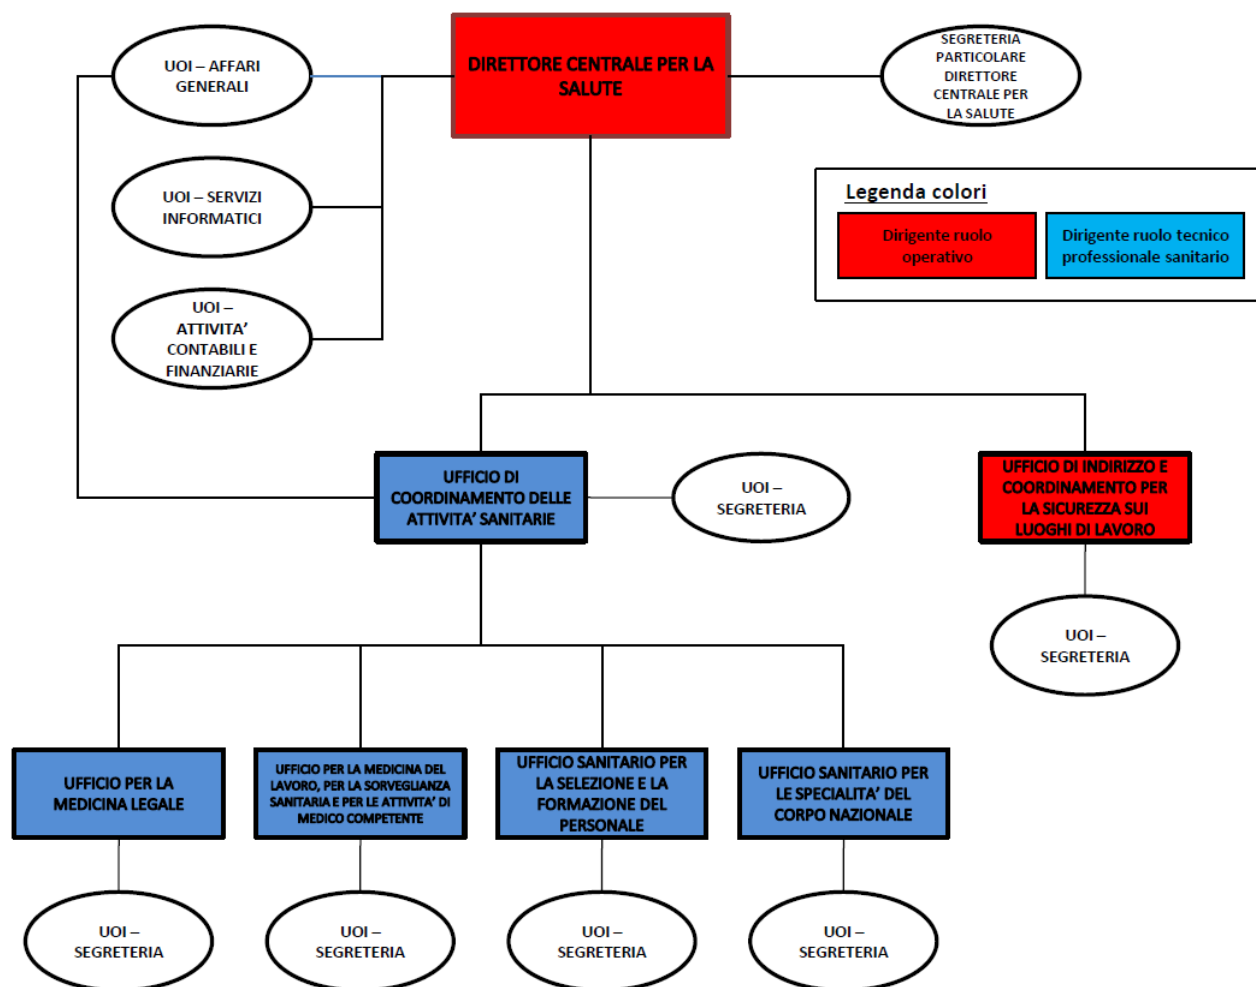 UOI – AFFARI
GENERALI
DIRETTORE CENTRALE PER LA
SALUTE
SEGRETERIA
PARTICOLARE
DIRETTORE
CENTRALE PER
LA SALUTE
UOI – SERVIZI
INFORMATICI
Legenda colori
Dirigente ruolo
operativo
Dirigente ruolo tecnico
professionale sanitario
UOI –
ATTIVITA’
CONTABILI E
FINANZIARIE
UFFICIO DI
COORDINAMENTO DELLE
ATTIVITA’ SANITARIE
UOI –
SEGRETERIA
UFFICIO DI INDIRIZZO E
COORDINAMENTO PER
LA SICUREZZA SUI
LUOGHI DI LAVORO
UOI –
SEGRETERIA
UFFICIO PER LA
MEDICINA LEGALE
UFFICIO PER LA MEDICINA DEL
LAVORO, PER LA SORVEGLIANZA
SANITARIA E PER LE ATTIVITA’ DI
MEDICO COMPETENTE
UFFICIO SANITARIO PER
LA SELEZIONE E LA
FORMAZIONE DEL
PERSONALE
UFFICIO SANITARIO PER
LE SPECIALITA’ DEL
CORPO NAZIONALE
UOI –
SEGRETERIA
UOI –
SEGRETERIA
UOI –
SEGRETERIA
UOI –
SEGRETERIA